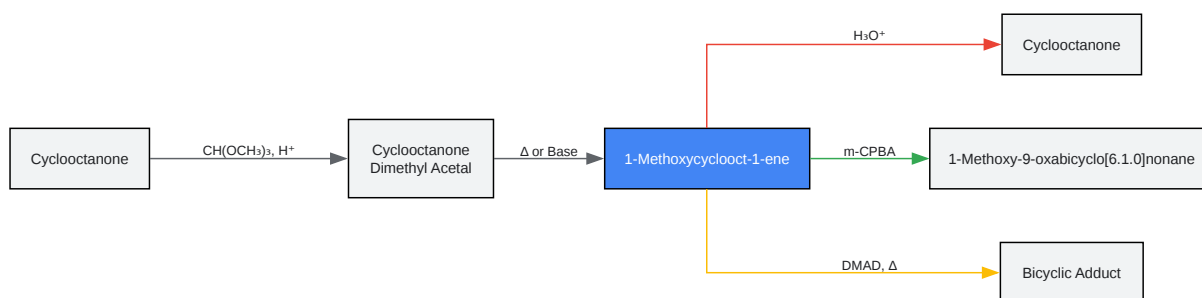 H₃O⁺
Cyclooctanone
Cyclooctanone
CH(OCH₃)₃, H⁺
Cyclooctanone
Dimethyl Acetal
Δ or Base
1-Methoxycyclooct-1-ene
m-CPBA
1-Methoxy-9-oxabicyclo[6.1.0]nonane
DMAD, Δ
Bicyclic Adduct